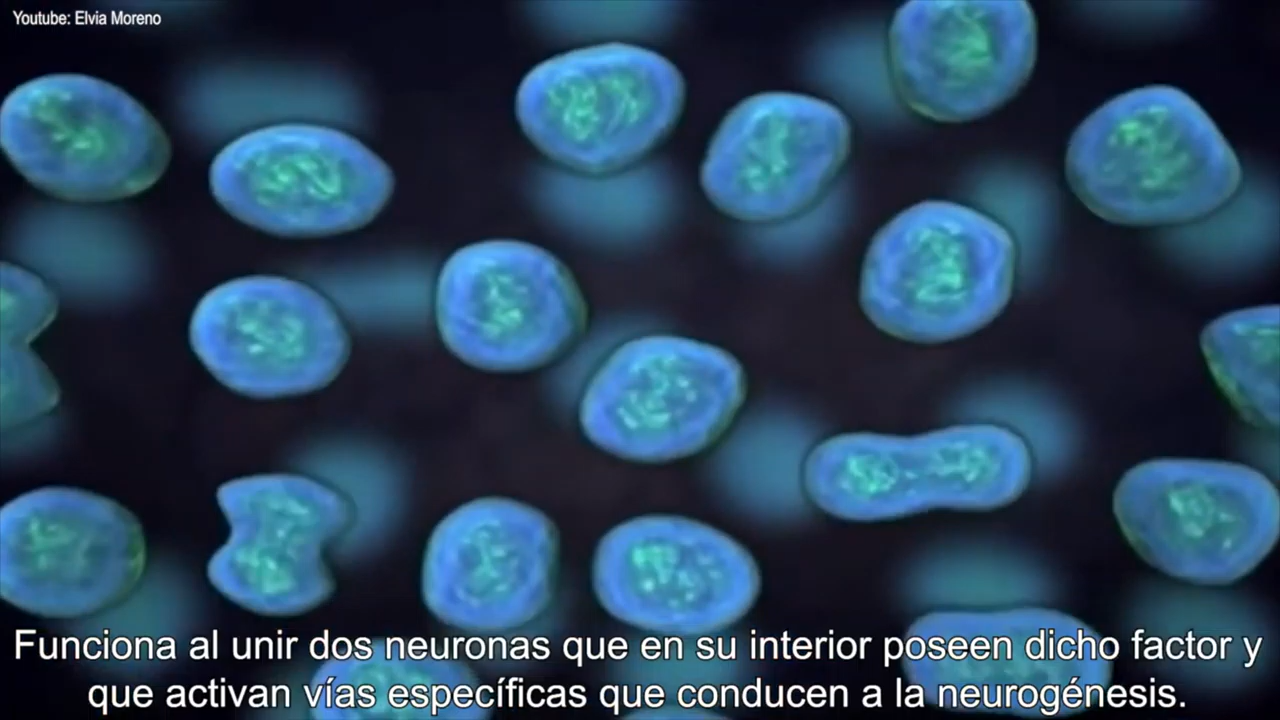 Youtube: Elvia Moreno
Funciona al unir dos neuronas que en su interior poseen dicho factor y
que activan vías específicas que conducen a la neurogénesis.